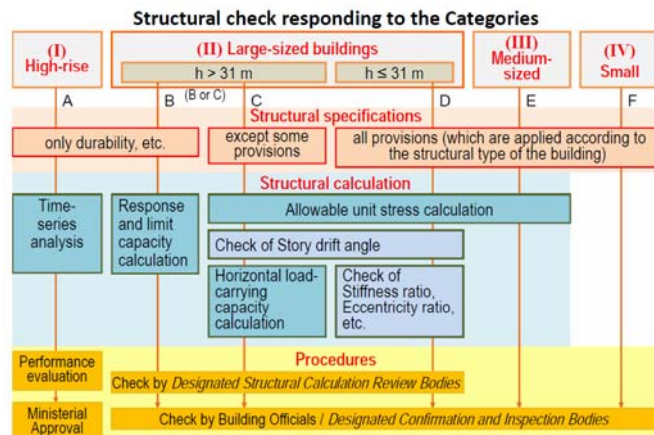 Structural check responding to the Categories
(I)
High-rise
(II) Large-sized buildings
h > 31 m
h ≤ 31 m
(III)
Medium-
sized
(IV)
Small
A
B
(B or C)
C
D
E
F
Structural specifications
only durability, etc.
except some
provisions
all provisions (which are applied according to
the structural type of the building)
Structural calculation
Time-
series
analysis
Response
and limit
capacity
calculation
Allowable unit stress calculation
Check of Story drift angle
Horizontal load-
carrying
capacity
calculation
Check of
Stiffness ratio,
Eccentricity ratio,
etc.
Procedures
Performance
evaluation
Check by Designated Structural Calculation Review Bodies
Ministerial
Approval
Check by Building Officials / Designated Confirmation and Inspection Bodies